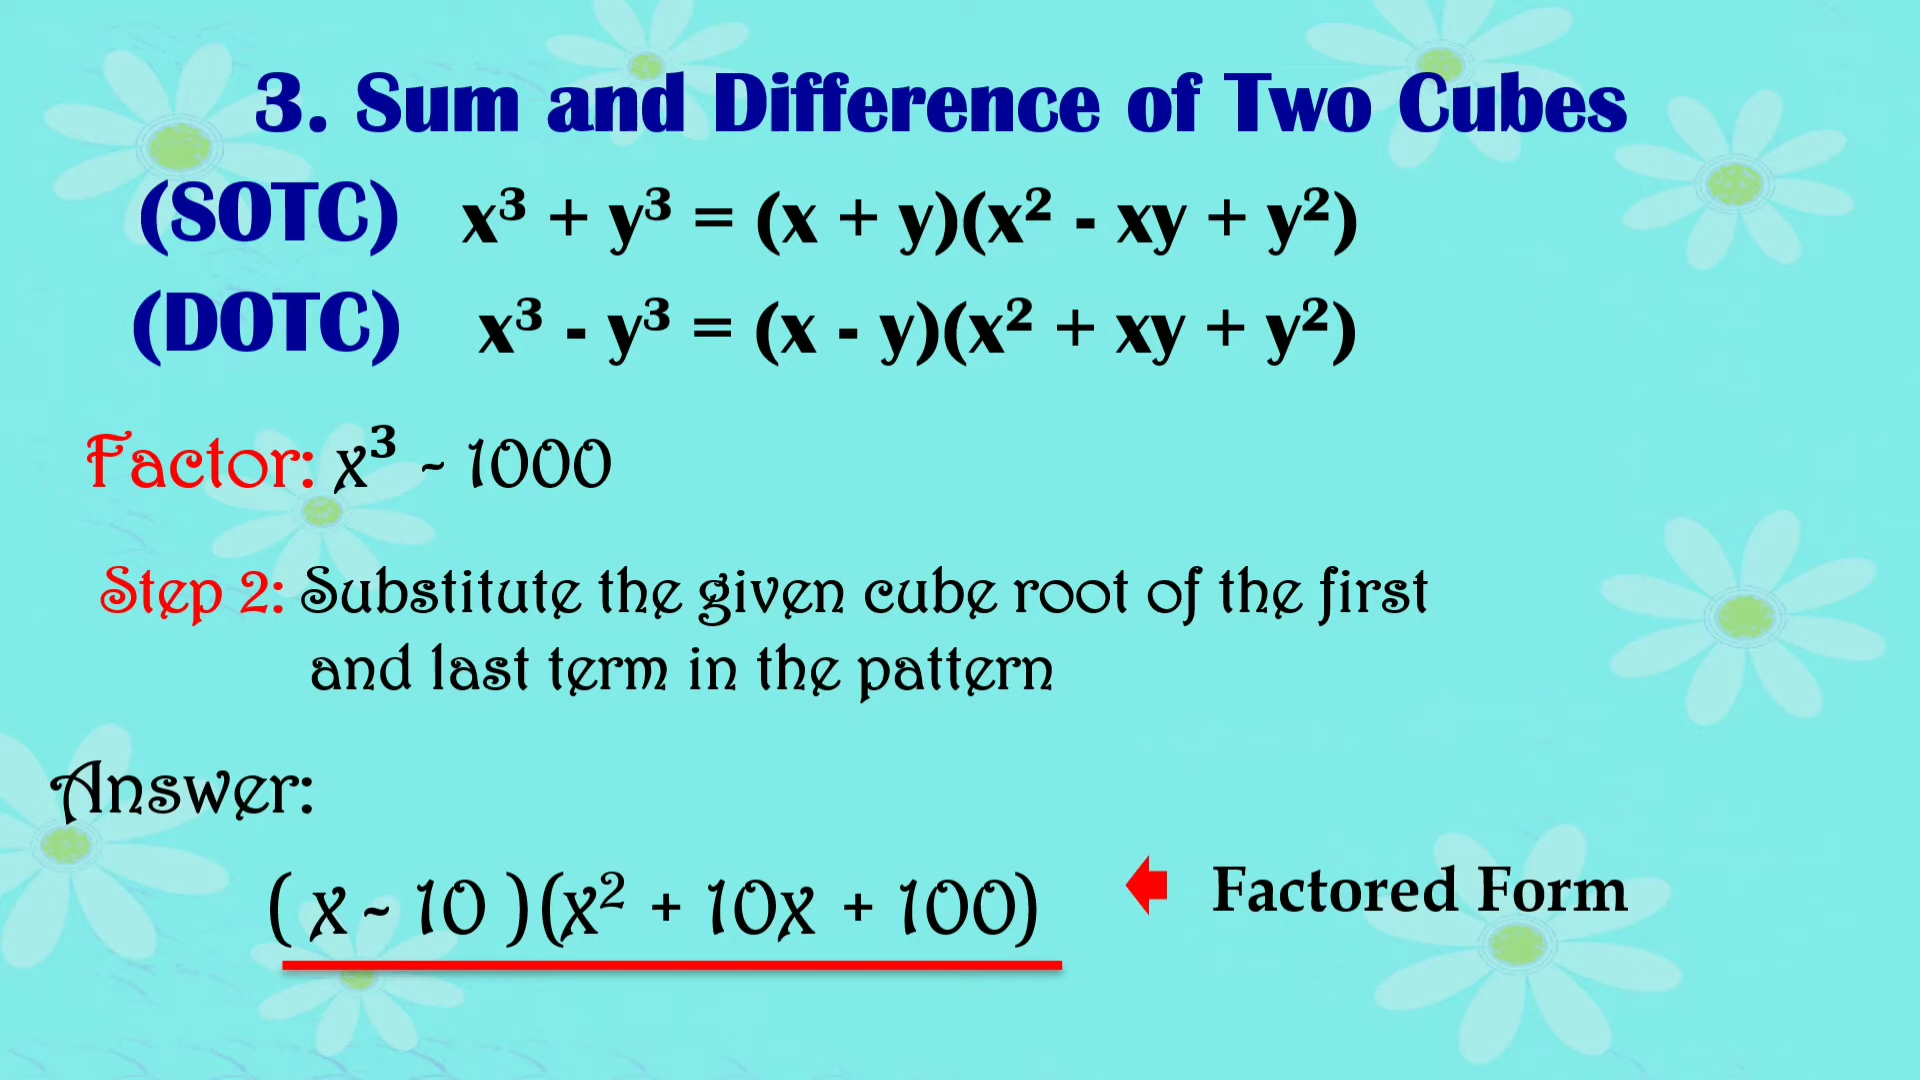 3. Sum and Difference of Two Cubes
(SOTC) x³ + y³ = (x + y)(x² - xy + y²)
(DOTC) x³ - y³ = (x - y)(x² + xy + y²)
Factor: x³ - 1000
Step 2: Substitute the given cube root of the first
and last term in the pattern
Answer:
( x - 10 )(x² + 10x + 100) Factored Form